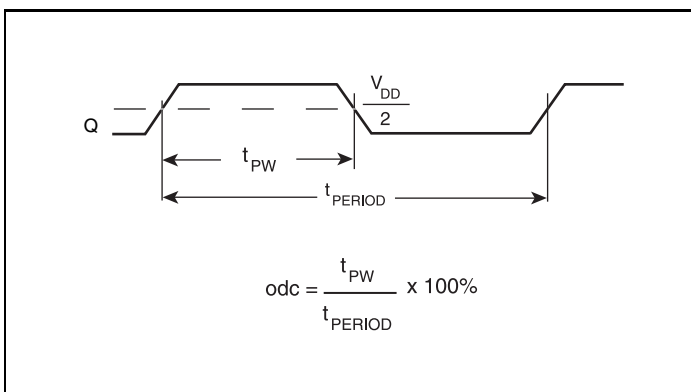 V_DD
2
Q
t_PW
t_PERIOD
odc = t_PW / t_PERIOD x 100%